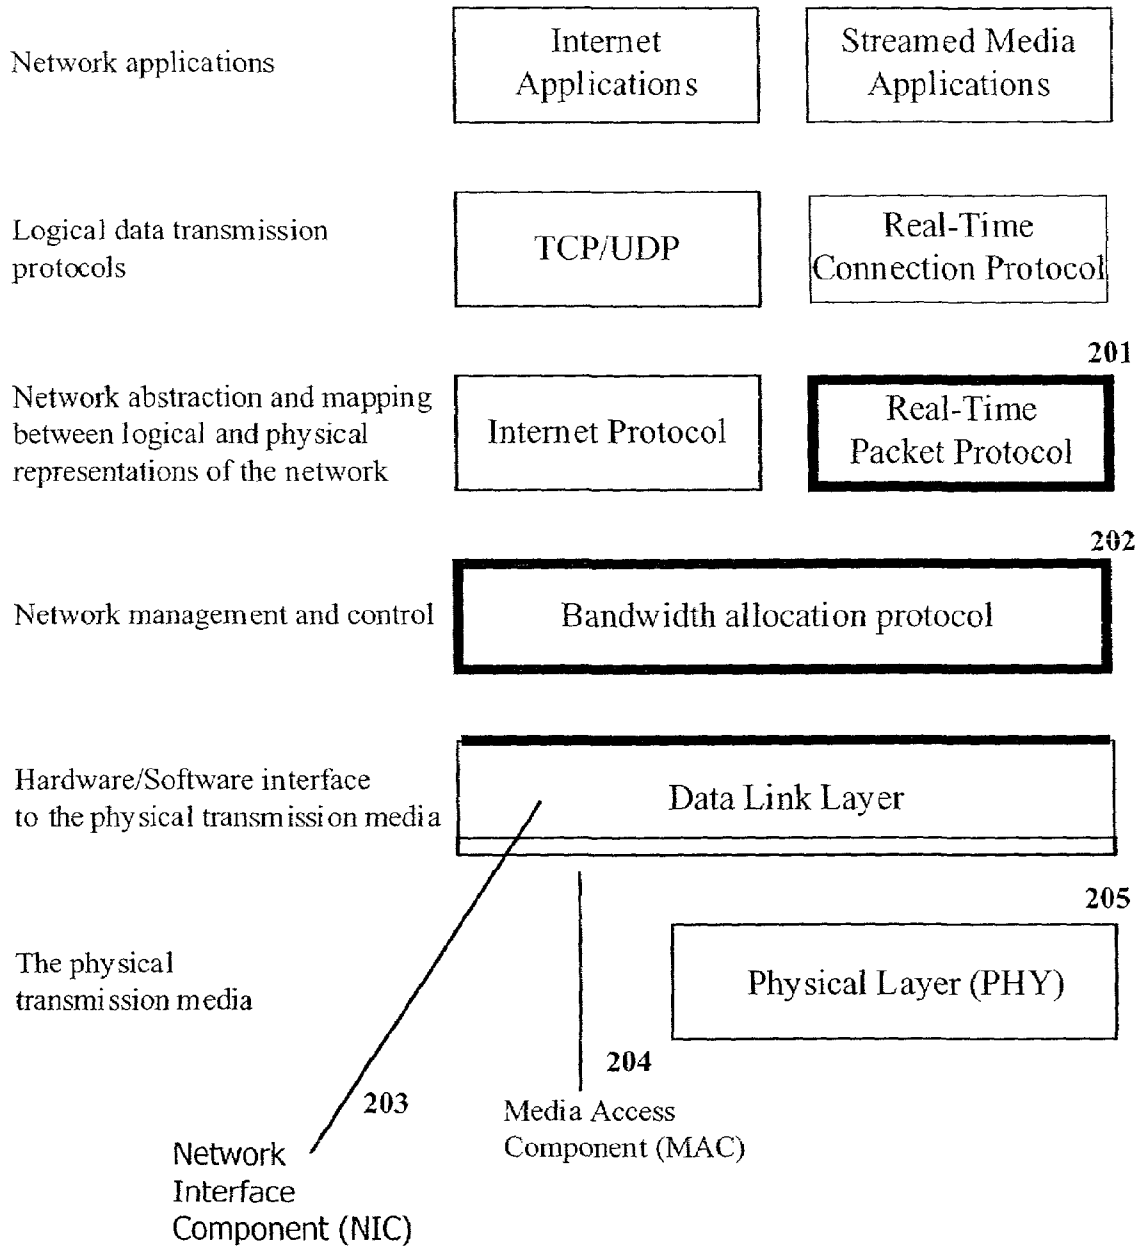 Network applications
Internet
Applications
Streamed Media
Applications
Logical data transmission
protocols
TCP/UDP
Real-Time
Connection Protocol
201
Network abstraction and mapping
between logical and physical
representations of the network
Internet Protocol
Real-Time
Packet Protocol
202
Network management and control
Bandwidth allocation protocol
Hardware/Software interface
to the physical transmission media
Data Link Layer
205
The physical
transmission media
Physical Layer (PHY)
204
203
Media Access
Component (MAC)
Network
Interface
Component (NIC)